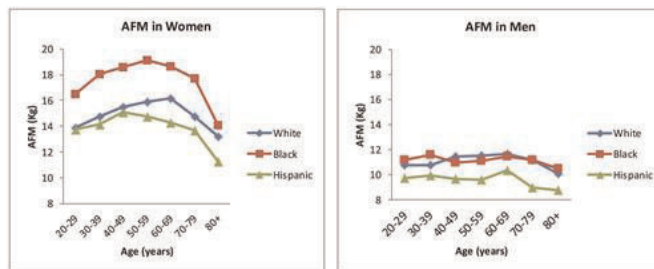 AFM in Women
20
18
16
14
12
10
8
AFM (Kg)
20-29
30-39
40-49
50-59
60-69
70-79
80+
Age (years)
White
Black
Hispanic
AFM in Men
20
18
16
14
12
10
8
AFM (Kg)
20-29
30-39
40-49
50-59
60-69
70-79
80+
Age (years)
White
Black
Hispanic